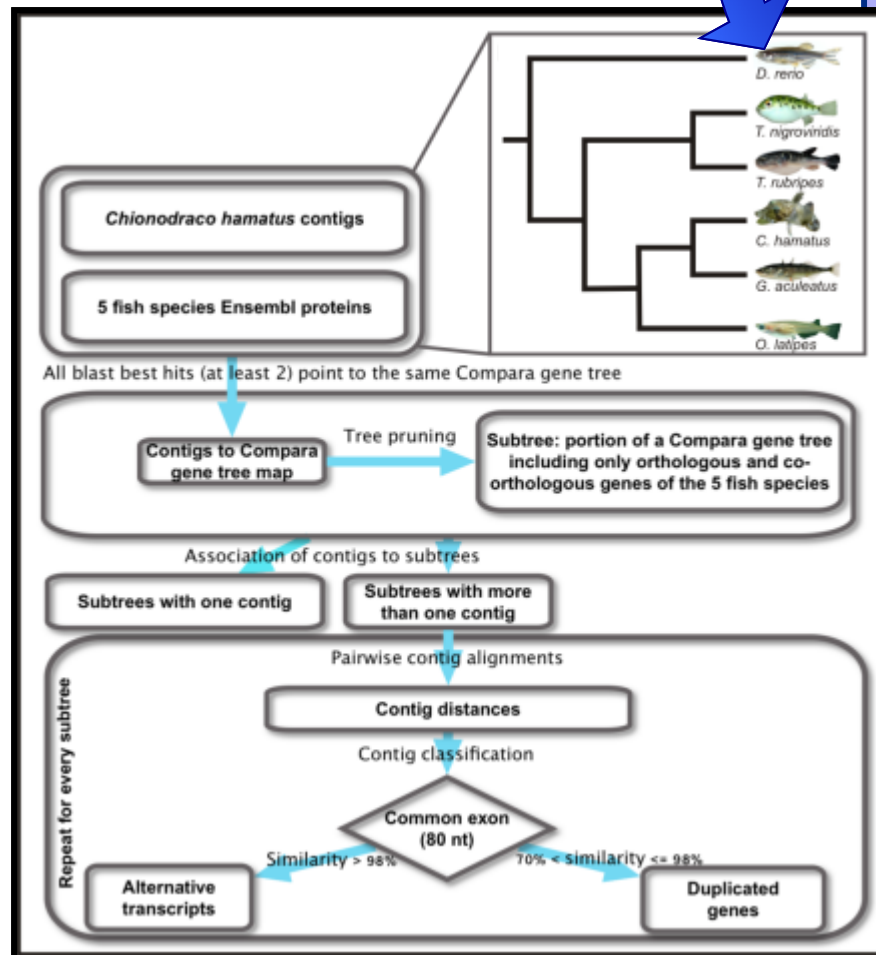 D. rerio
T. nigroviridis
T. rubripes
C. hamatus
G. aculeatus
O. latipes
Chionodraco hamatus contigs
5 fish species Ensembl proteins
All blast best hits (at least 2) point to the same Compara gene tree
Contigs to Compara
gene tree map
Tree pruning
Subtree: portion of a Compara gene tree
including only orthologous and co-
orthologous genes of the 5 fish species
Association of contigs to subtrees
Subtrees with one contig
Subtrees with more
than one contig
Repeat for every subtree
Pairwise contig alignments
Contig distances
Contig classification
Common exon
(80 nt)
Similarity > 98%
70% < similarity <= 98%
Alternative
transcripts
Duplicated
genes